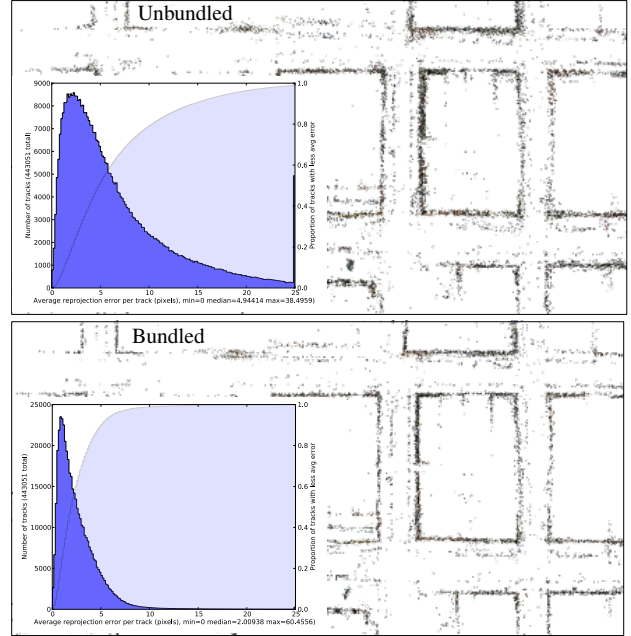 Unbundled
9000
8000
7000
6000
5000
4000
3000
2000
1000
0
Number of tracks (443051 total)
1.0
0.8
0.6
0.4
0.2
0.0
Proportion of tracks with less avg error
0 5 10 15 20 25
Average reprojection error per track (pixels), min=0 median=4.94414 max=38.4959)
Bundled
25000
20000
15000
10000
5000
0
Number of tracks (443051 total)
1.0
0.8
0.6
0.4
0.2
0.0
Proportion of tracks with less avg error
0 5 10 15 20 25
Average reprojection error per track (pixels), min=0 median=2.00938 max=60.4556)